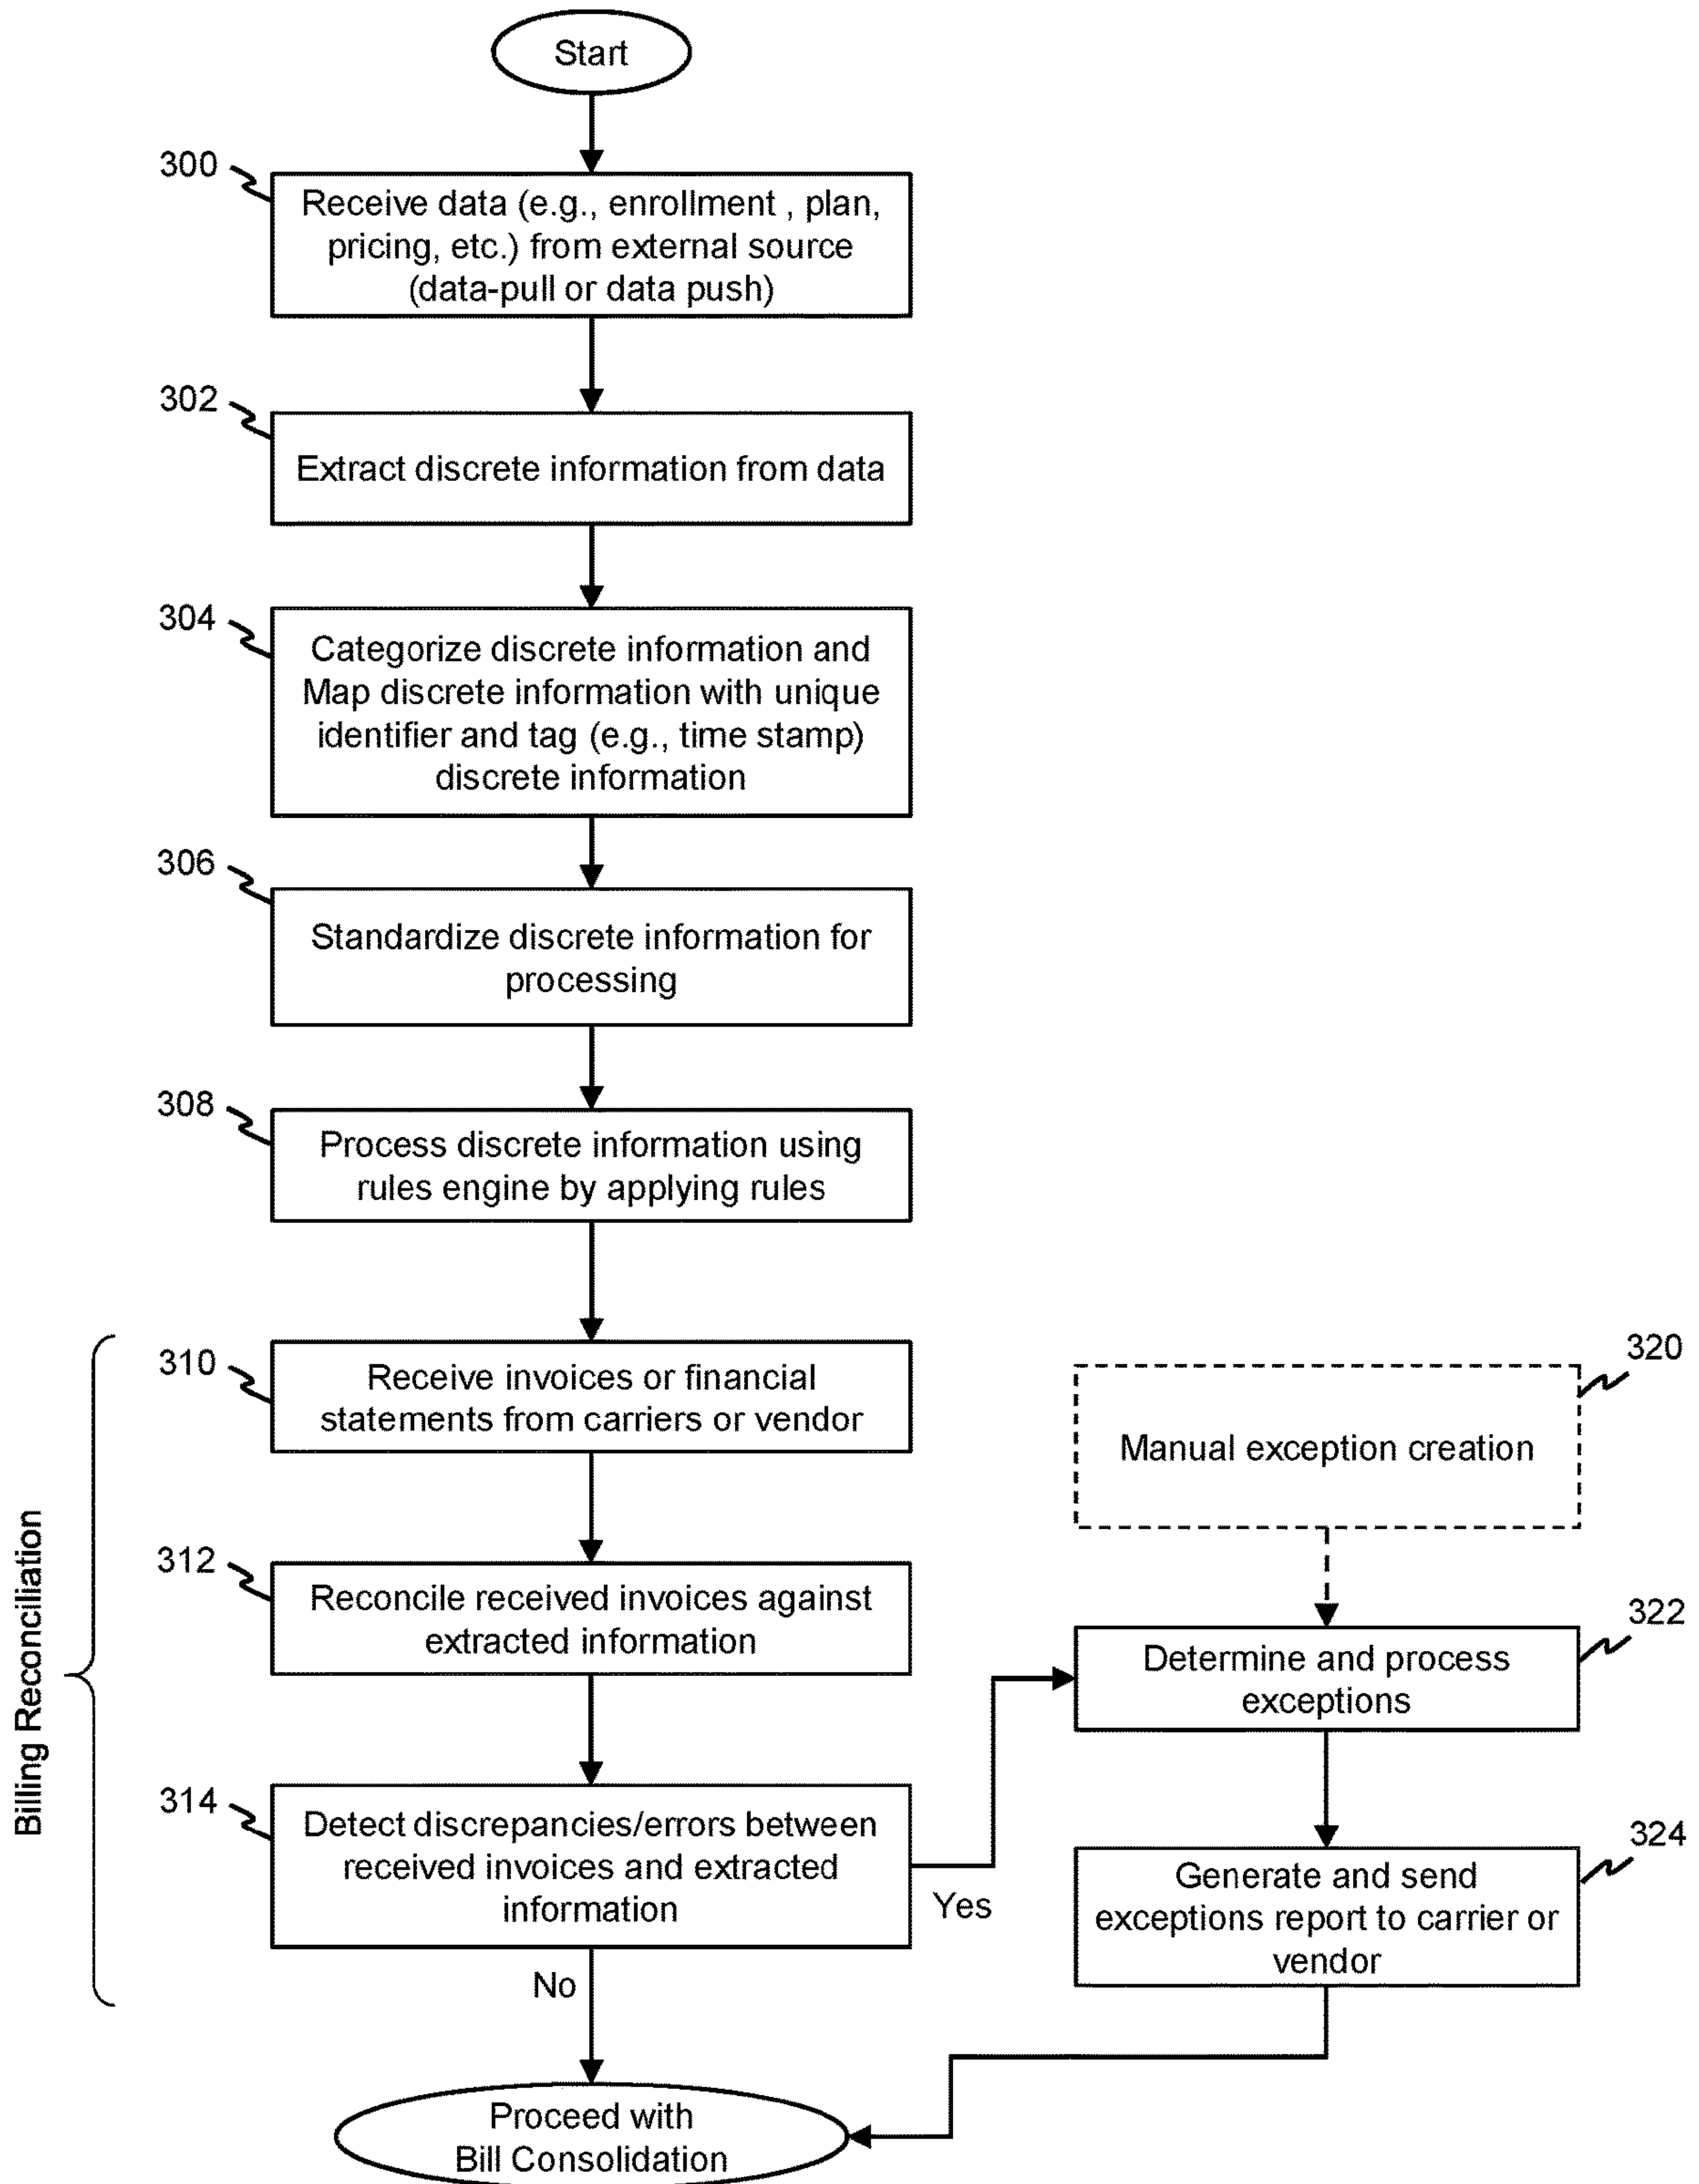 Start
300
Receive data (e.g., enrollment , plan,
pricing, etc.) from external source
(data-pull or data push)
302
Extract discrete information from data
304
Categorize discrete information and
Map discrete information with unique
identifier and tag (e.g., time stamp)
discrete information
306
Standardize discrete information for
processing
308
Process discrete information using
rules engine by applying rules
Billing Reconciliation
310
Receive invoices or financial
statements from carriers or vendor
312
Reconcile received invoices against
extracted information
314
Detect discrepancies/errors between
received invoices and extracted
information
Yes
No
320
Manual exception creation
322
Determine and process
exceptions
324
Generate and send
exceptions report to carrier or
vendor
Proceed with
Bill Consolidation